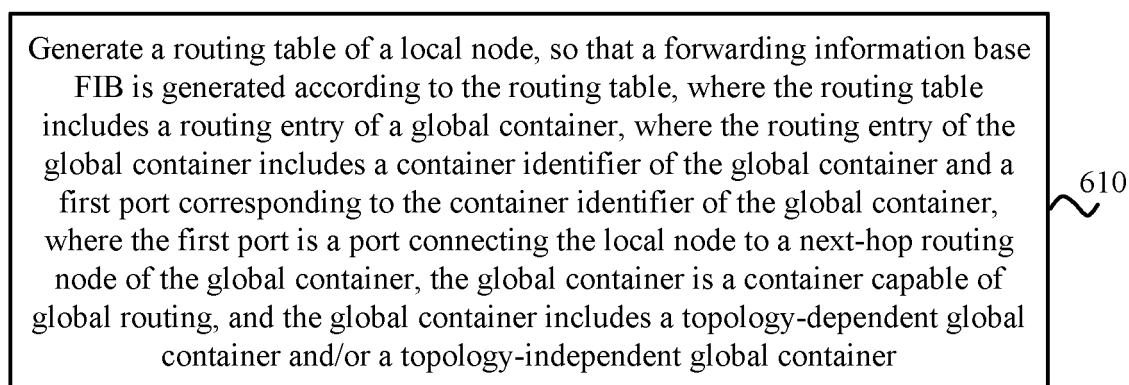 Generate a routing table of a local node, so that a forwarding information base
FIB is generated according to the routing table, where the routing table
includes a routing entry of a global container, where the routing entry of the
global container includes a container identifier of the global container and a
first port corresponding to the container identifier of the global container,
where the first port is a port connecting the local node to a next-hop routing
node of the global container, the global container is a container capable of
global routing, and the global container includes a topology-dependent global
container and/or a topology-independent global container
610